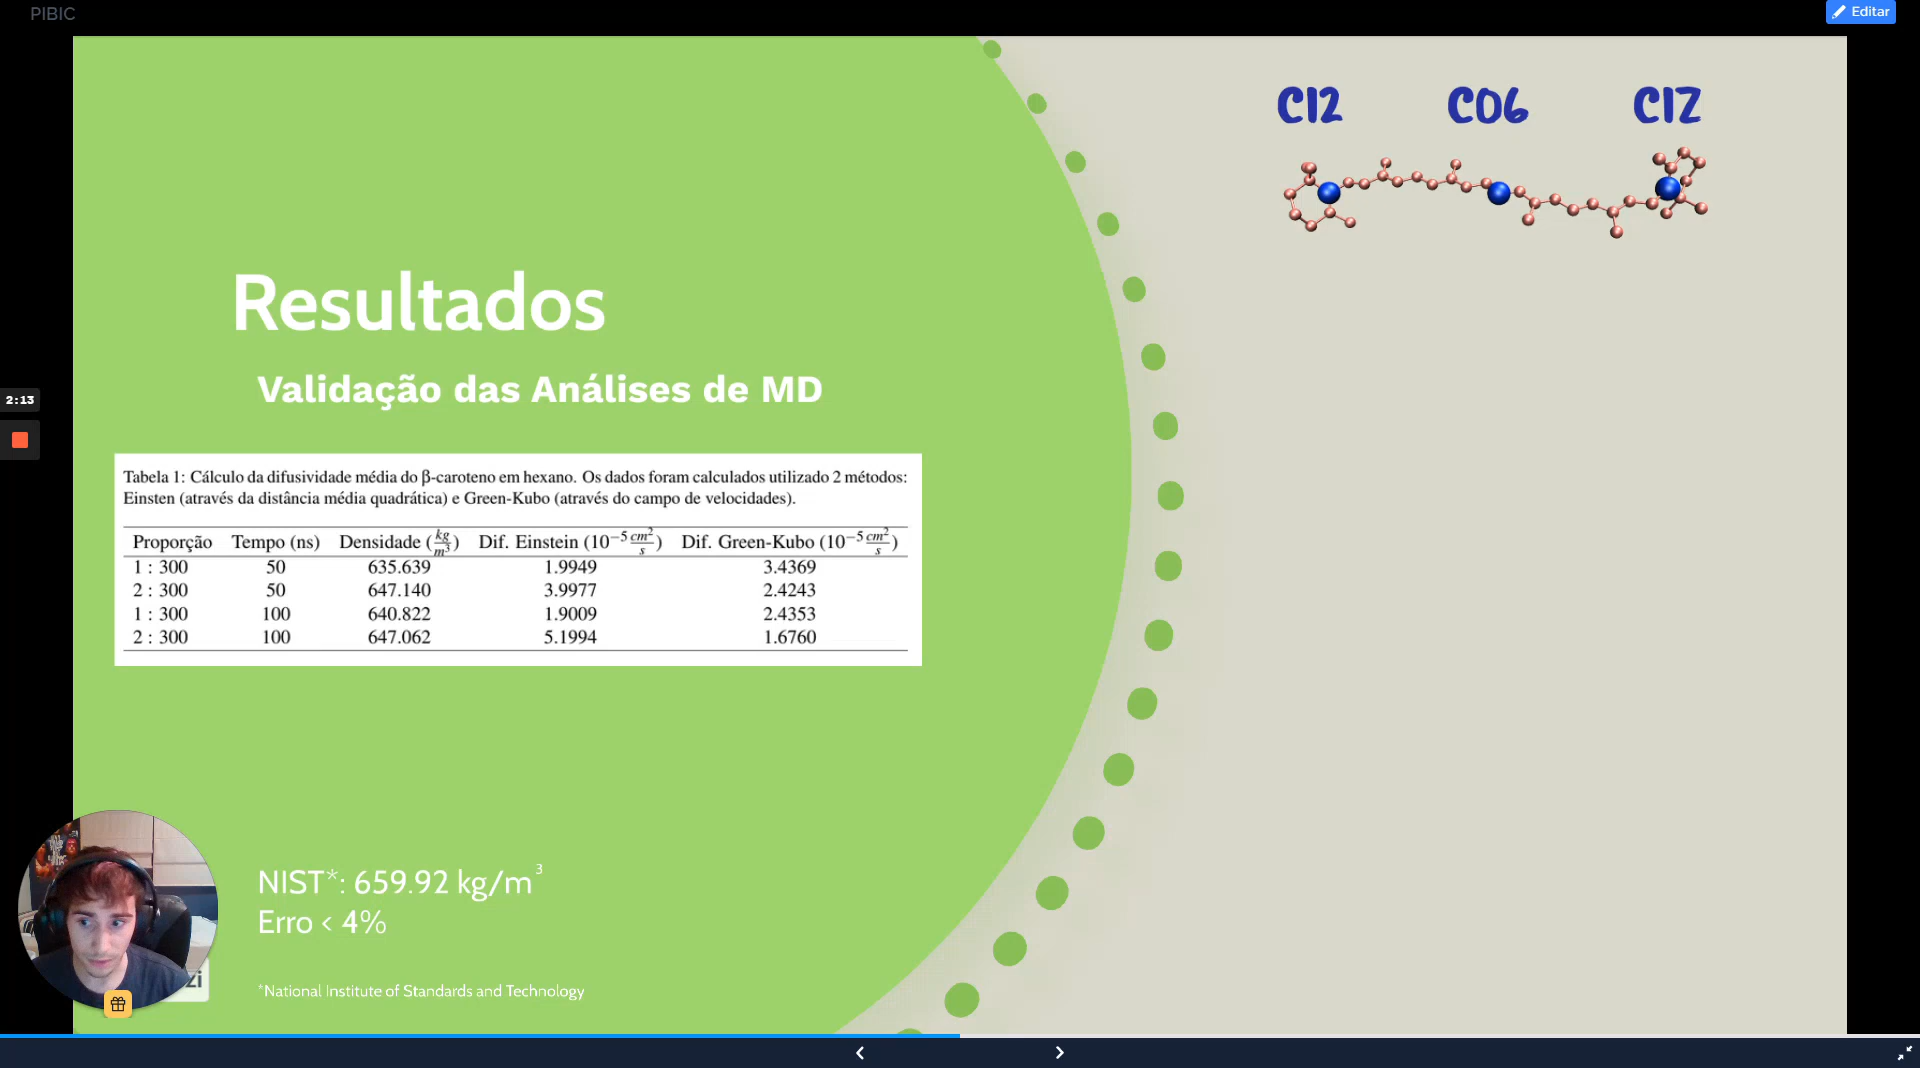 PIBIC
Editar
C12 C06 C1Z
Resultados
Validação das Análises de MD
2:13
Tabela 1: Cálculo da difusividade média do β-caroteno em hexano. Os dados foram calculados utilizado 2 métodos:
Einsten (através da distância média quadrática) e Green-Kubo (através do campo de velocidades).
Proporção Tempo (ns) Densidade (kg/m³) Dif. Einstein (10⁻⁵ cm²/s) Dif. Green-Kubo (10⁻⁵ cm²/s)
1 : 300 50 635.639 1.9949 3.4369
2 : 300 50 647.140 3.9977 2.4243
1 : 300 100 640.822 1.9009 2.4353
2 : 300 100 647.062 5.1994 1.6760
NIST*: 659.92 kg/m³
Erro < 4%
zi
*National Institute of Standards and Technology